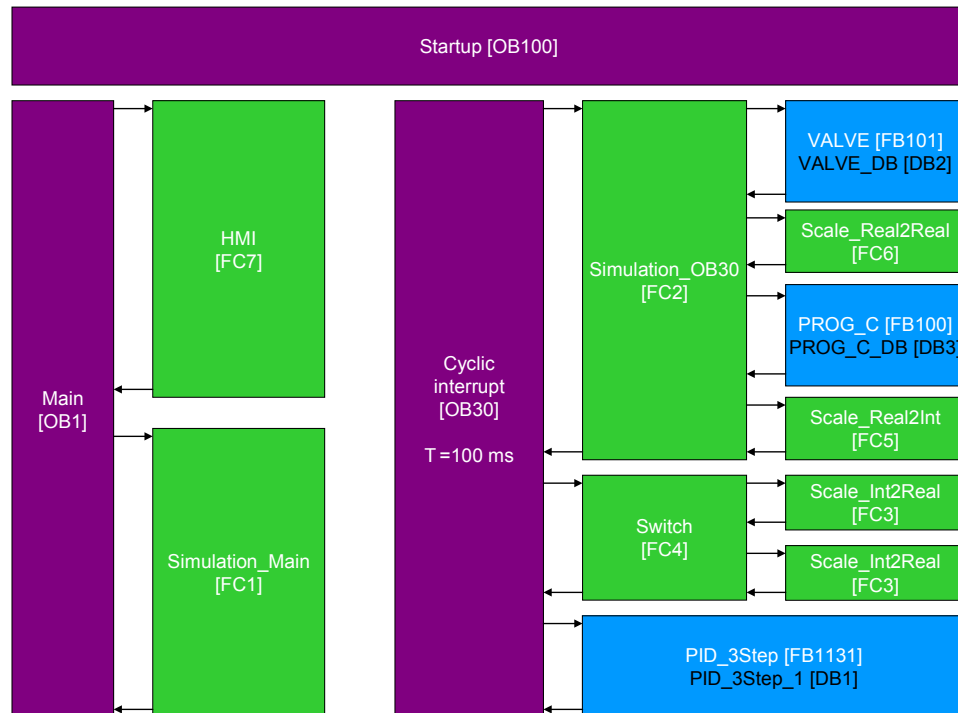 Startup [OB100]
Main
[OB1]
HMI
[FC7]
Simulation_Main
[FC1]
Cyclic
interrupt
[OB30]
T =100 ms
Simulation_OB30
[FC2]
VALVE [FB101]
VALVE_DB [DB2]
Scale_Real2Real
[FC6]
PROG_C [FB100]
PROG_C_DB [DB3]
Scale_Real2Int
[FC5]
Switch
[FC4]
Scale_Int2Real
[FC3]
Scale_Int2Real
[FC3]
PID_3Step [FB1131]
PID_3Step_1 [DB1]